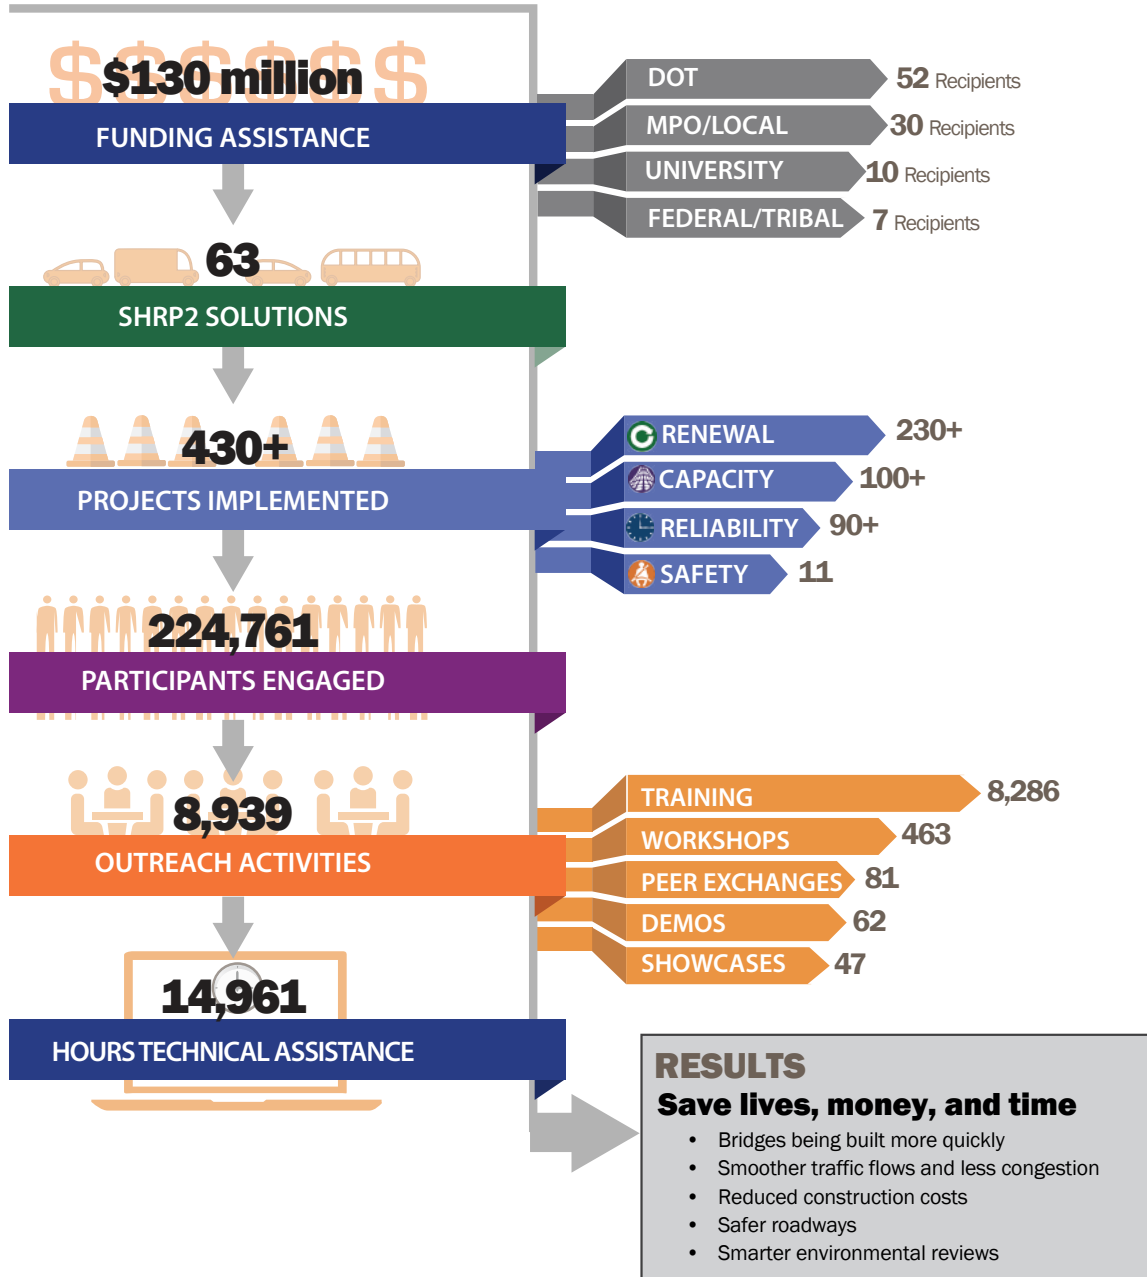 $130 million
FUNDING ASSISTANCE
DOT 52 Recipients
MPO/LOCAL 30 Recipients
UNIVERSITY 10 Recipients
FEDERAL/TRIBAL 7 Recipients
63
SHRP2 SOLUTIONS
430+
PROJECTS IMPLEMENTED
RENEWAL 230+
CAPACITY 100+
RELIABILITY 90+
SAFETY 11
224,761
PARTICIPANTS ENGAGED
8,939
OUTREACH ACTIVITIES
TRAINING 8,286
WORKSHOPS 463
PEER EXCHANGES 81
DEMOS 62
SHOWCASES 47
14,961
HOURS TECHNICAL ASSISTANCE
RESULTS
Save lives, money, and time
• Bridges being built more quickly
• Smoother traffic flows and less congestion
• Reduced construction costs
• Safer roadways
• Smarter environmental reviews